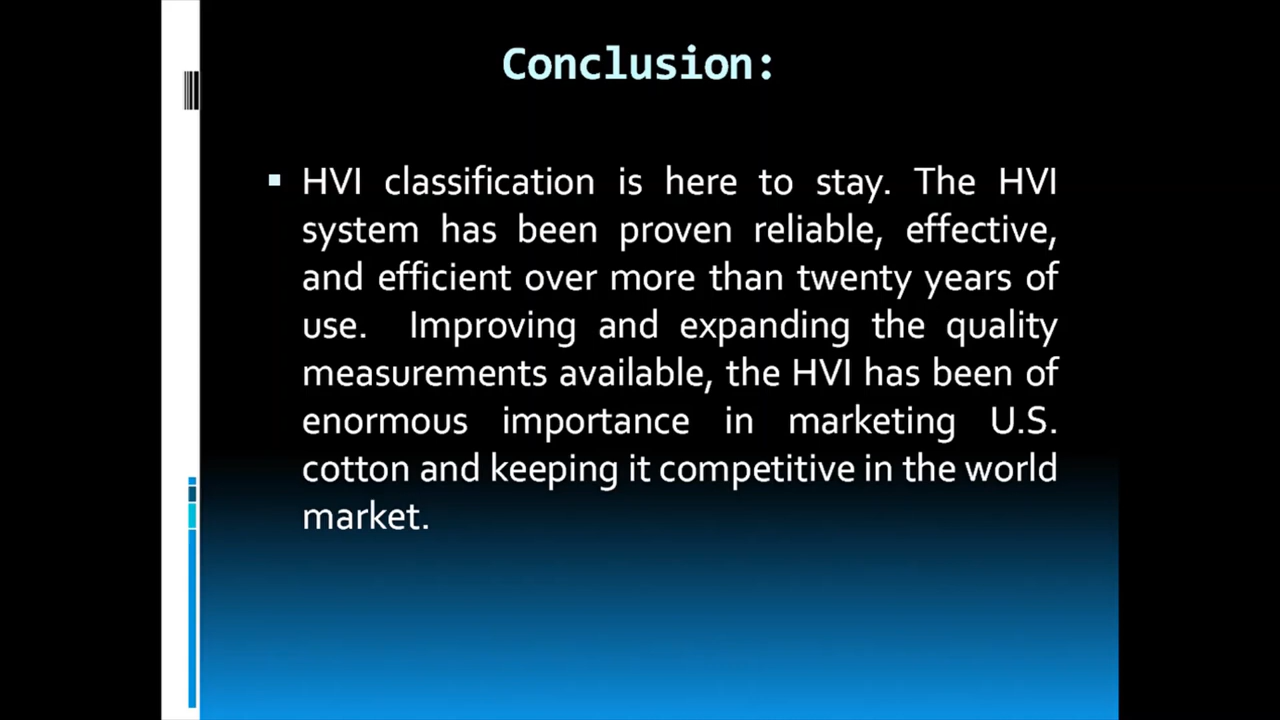 Conclusion:
▪ HVI classification is here to stay. The HVI
system has been proven reliable, effective,
and efficient over more than twenty years of
use. Improving and expanding the quality
measurements available, the HVI has been of
enormous importance in marketing U.S.
cotton and keeping it competitive in the world
market.